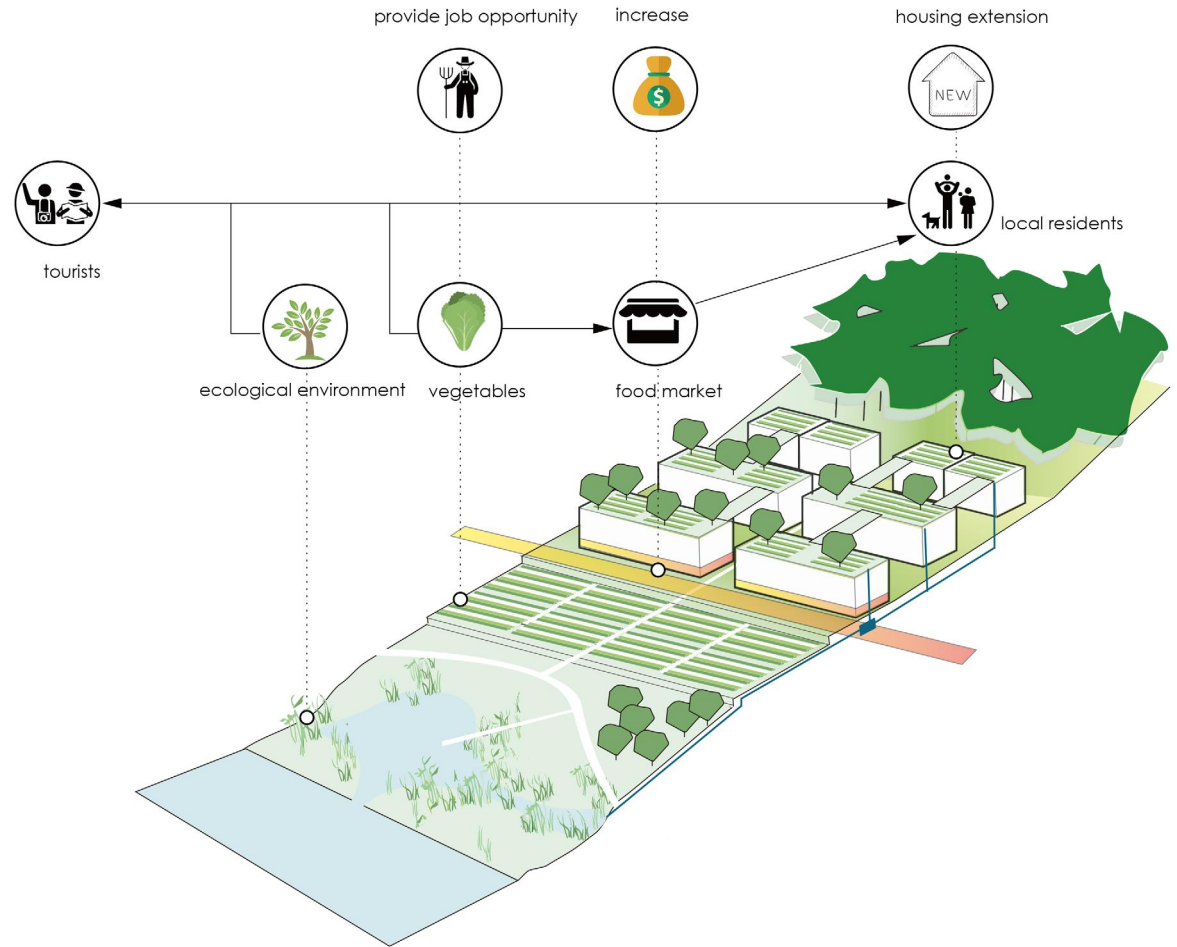 provide job opportunity
increase
housing extension
$
NEW
local residents
tourists
ecological environment
vegetables
food market